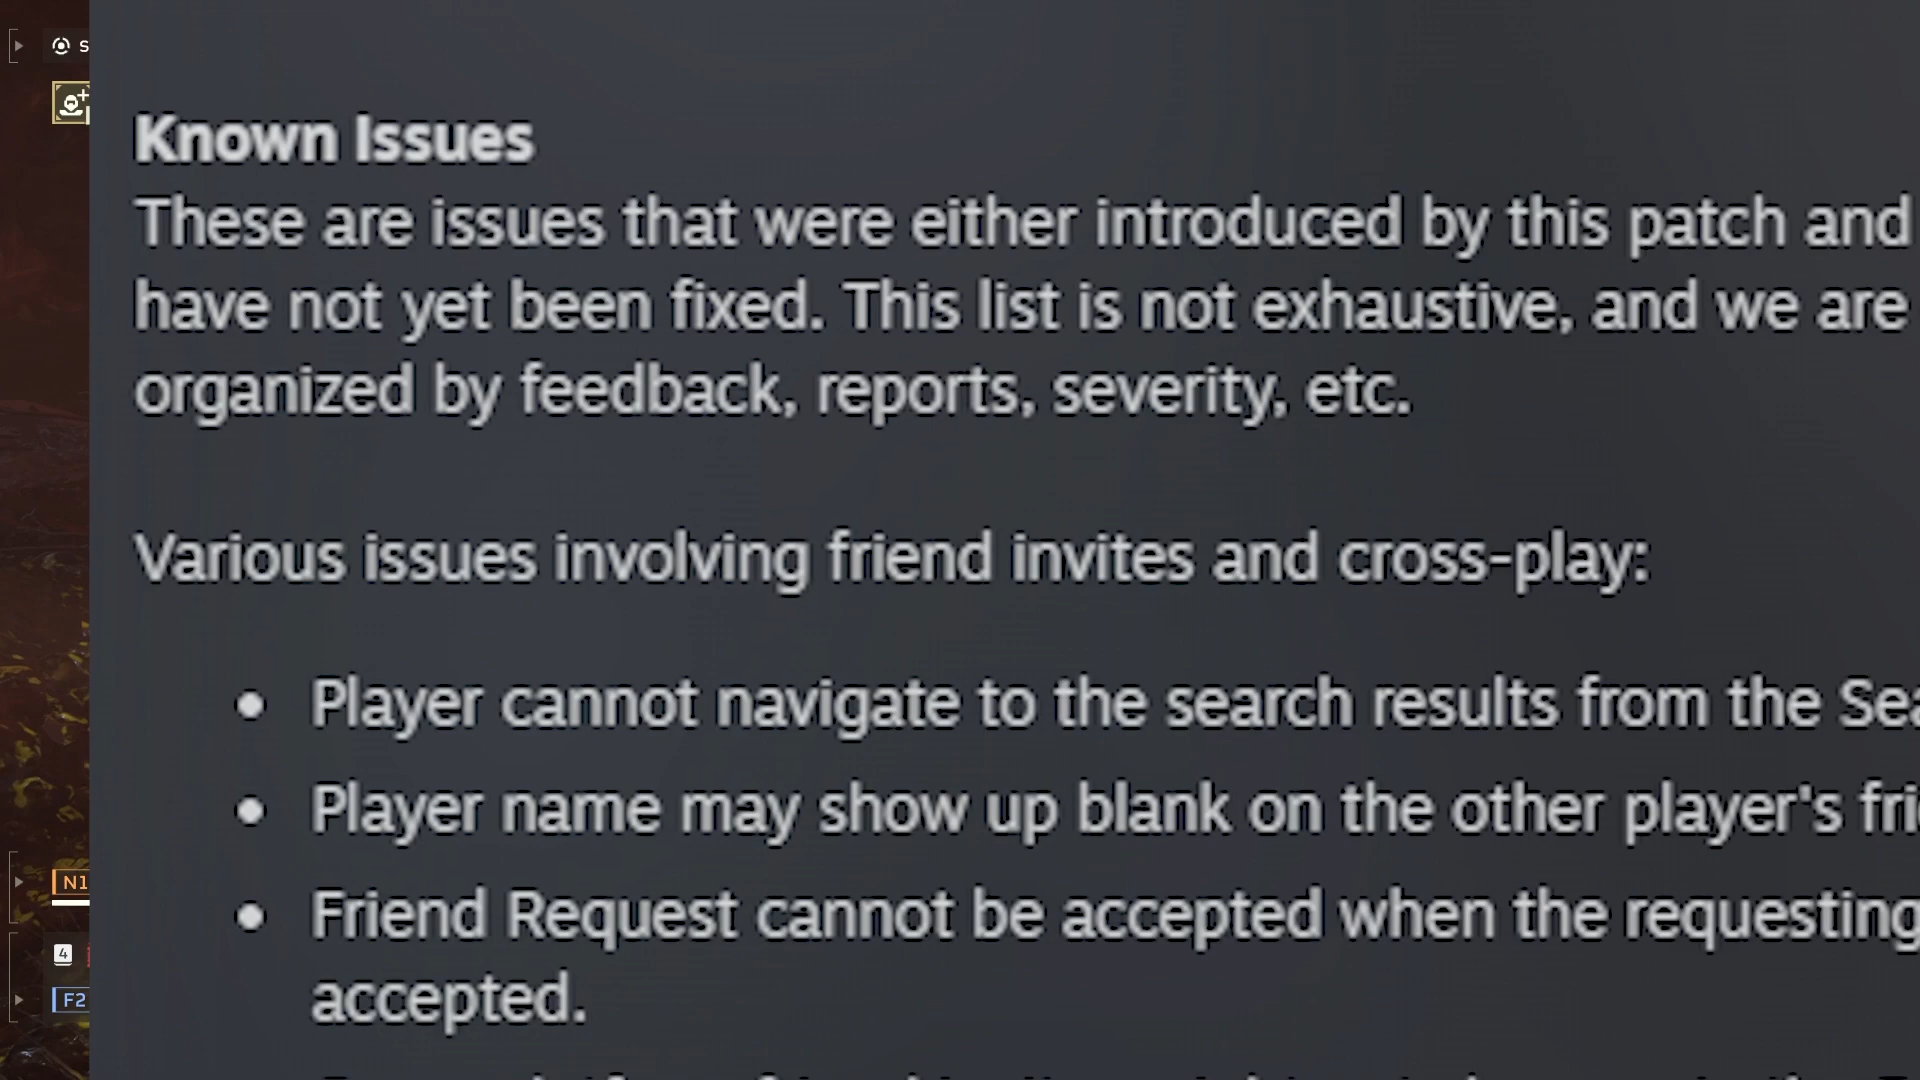 S
Known Issues
These are issues that were either introduced by this patch and
have not yet been fixed. This list is not exhaustive, and we are
organized by feedback, reports, severity, etc.
Various issues involving friend invites and cross-play:
Player cannot navigate to the search results from the Sea
Player name may show up blank on the other player's frie
Friend Request cannot be accepted when the requesting
N1
4
accepted.
F2